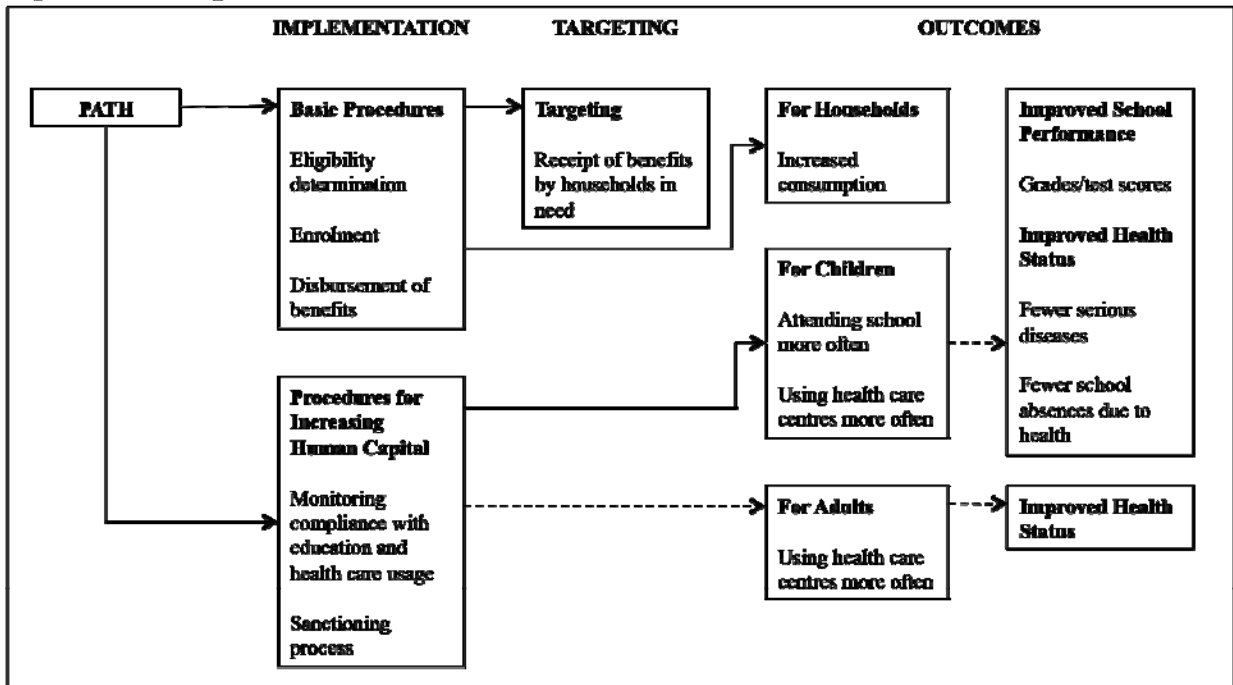 IMPLEMENTATION
TARGETING
OUTCOMES
PATH
Basic Procedures
Eligibility
determination
Enrolment
Disbursement of
benefits
Targeting
Receipt of benefits
by households in
need
For Households
Increased
consumption
Improved School
Performance
Grades/test scores
Improved Health
Status
Fewer serious
diseases
Fewer school
absences due to
health
For Children
Attending school
more often
Using health care
centres more often
Procedures for
Increasing
Human Capital
Monitoring
compliance with
education and
health care usage
Sanctioning
process
For Adults
Using health care
centres more often
Improved Health
Status